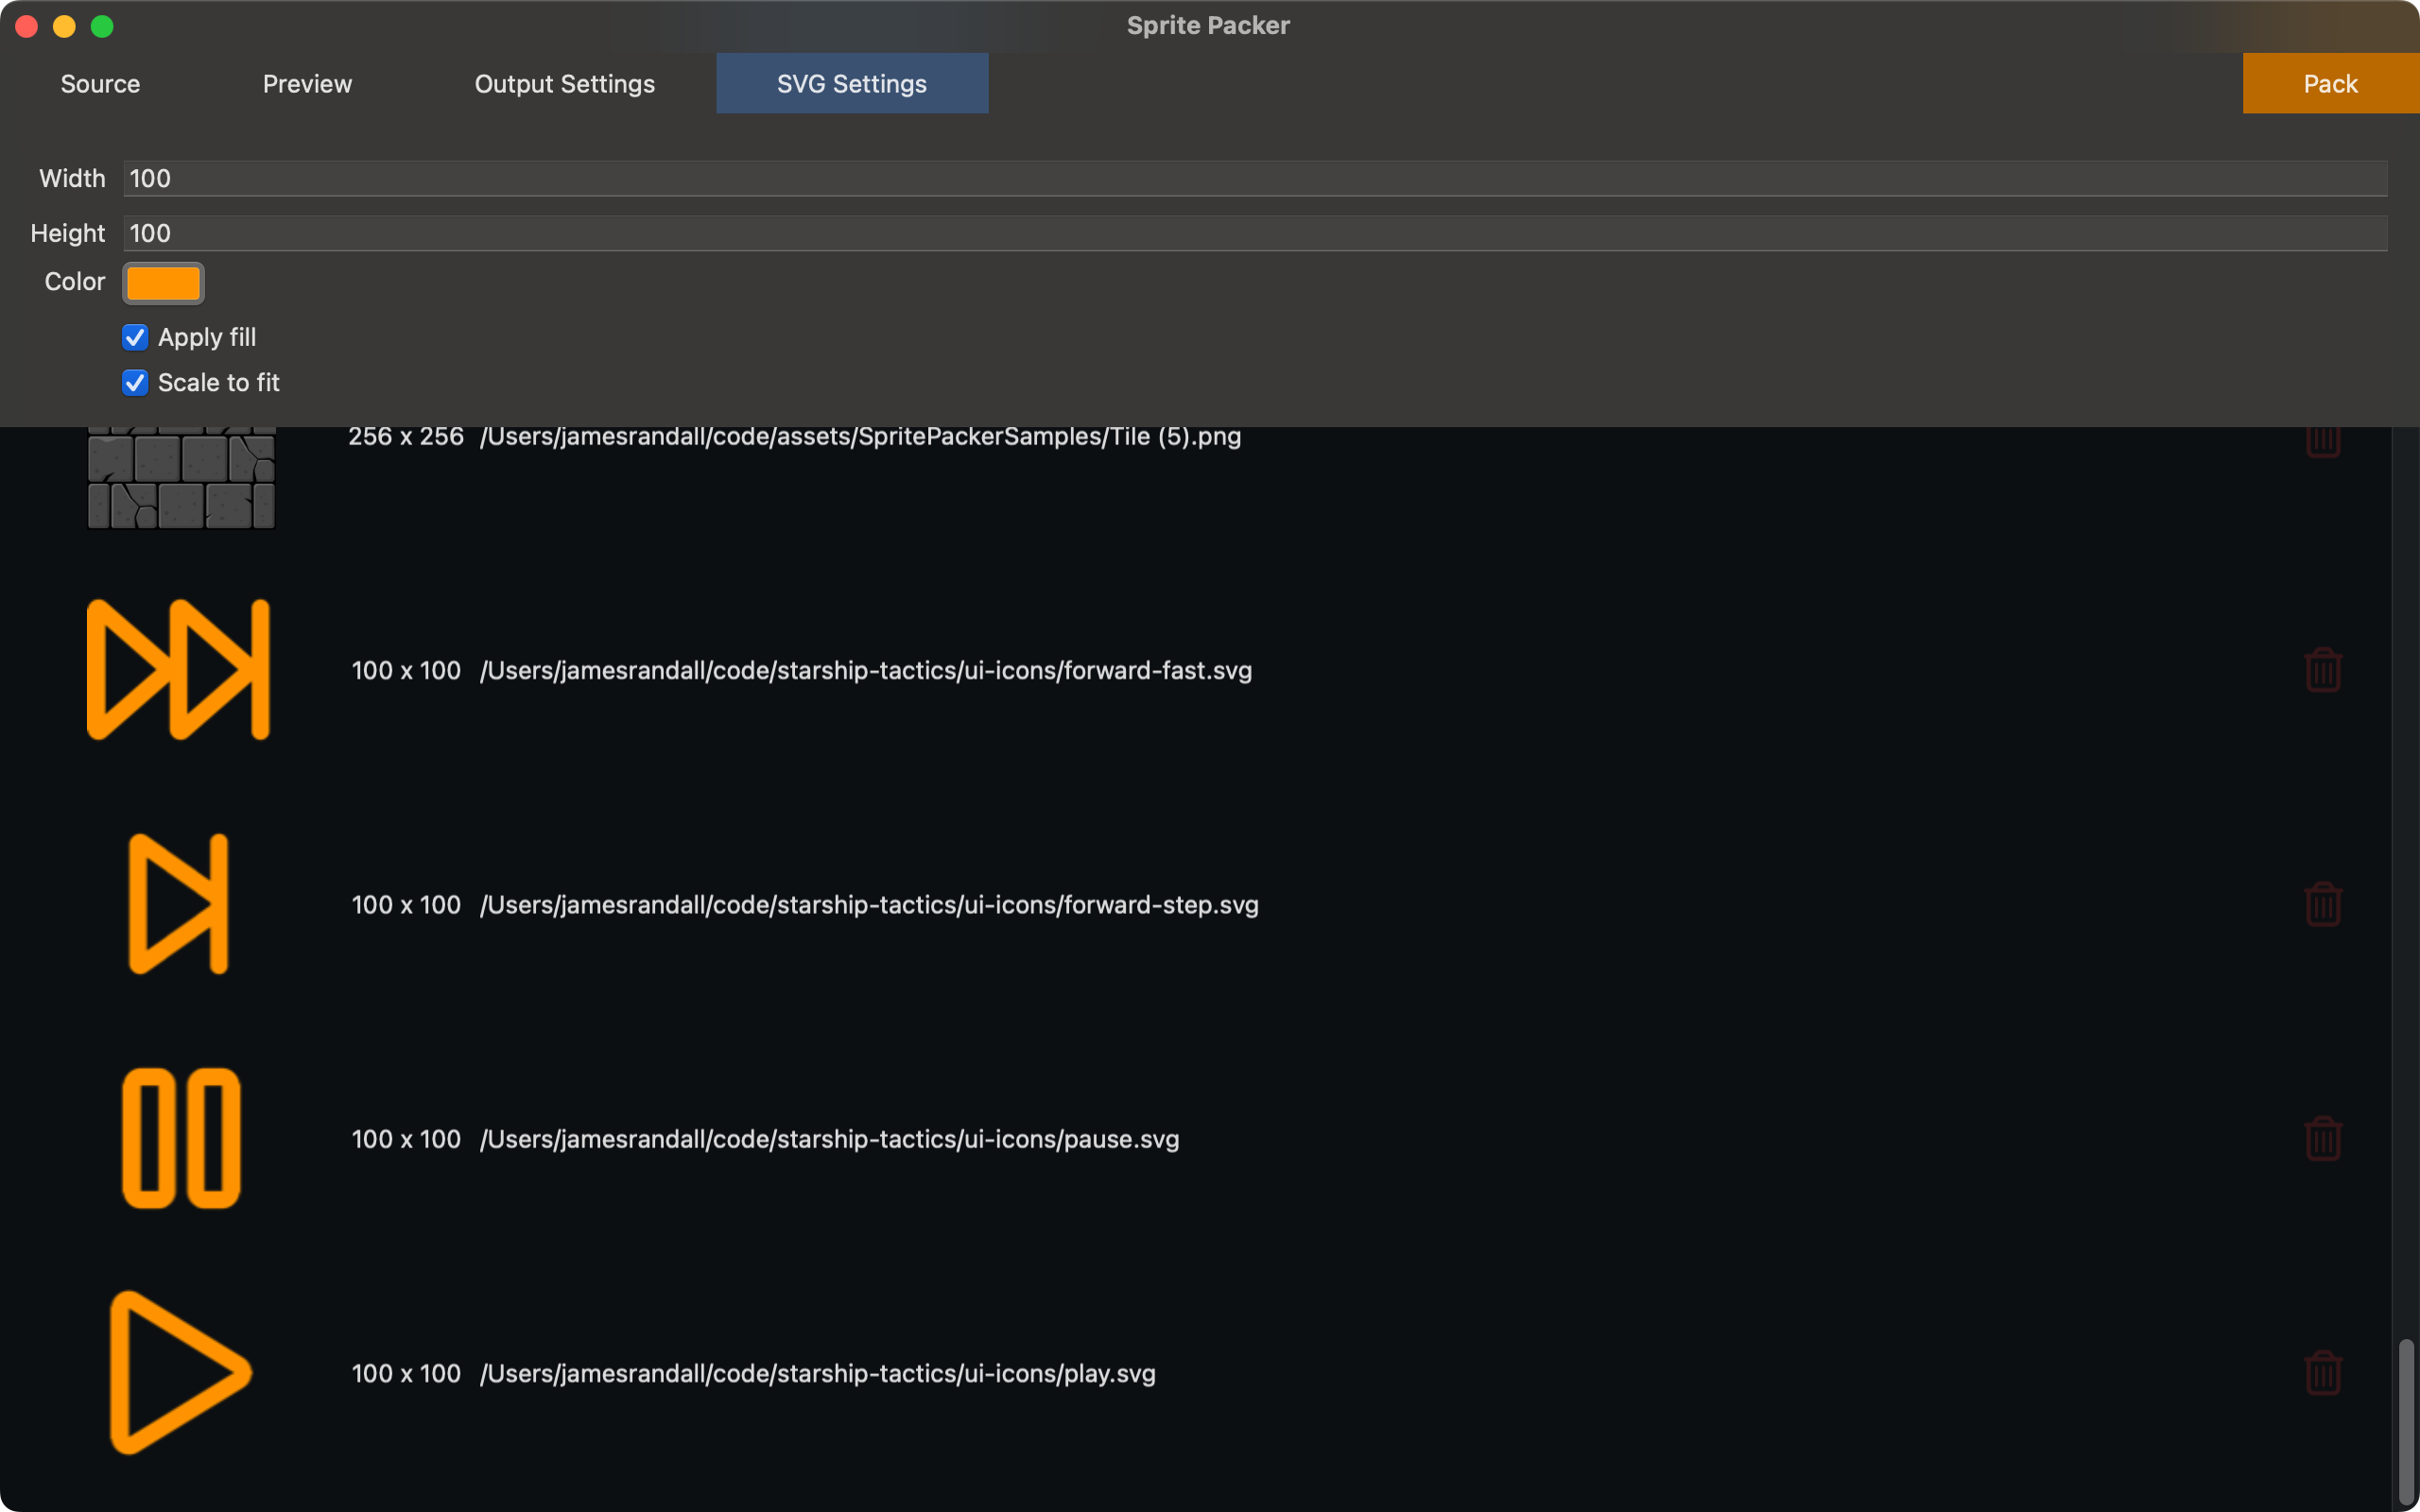 Sprite Packer
Source Preview Output Settings SVG Settings Pack
Width 100
Height 100
Color
Apply fill
Scale to fit
256 x 256 /Users/jamesrandall/code/assets/SpritePackerSamples/Tile (5).png
100 x 100 /Users/jamesrandall/code/starship-tactics/ui-icons/forward-fast.svg
100 x 100 /Users/jamesrandall/code/starship-tactics/ui-icons/forward-step.svg
100 x 100 /Users/jamesrandall/code/starship-tactics/ui-icons/pause.svg
100 x 100 /Users/jamesrandall/code/starship-tactics/ui-icons/play.svg